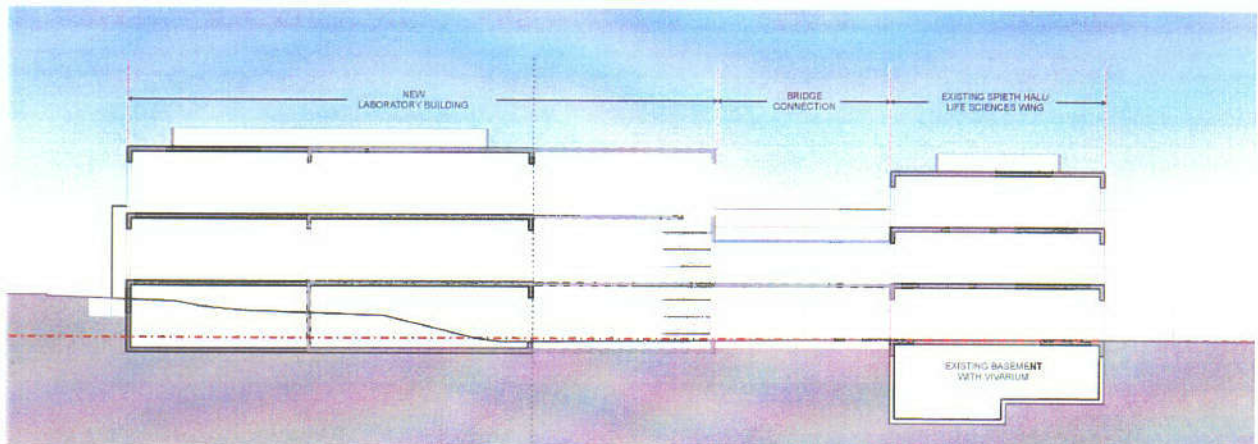 NEW
LABORATORY BUILDING
BRIDGE
CONNECTION
EXISTING SPIETH HALL/
LIFE SCIENCES WING
EXISTING BASEMENT
WITH VIVARIUM